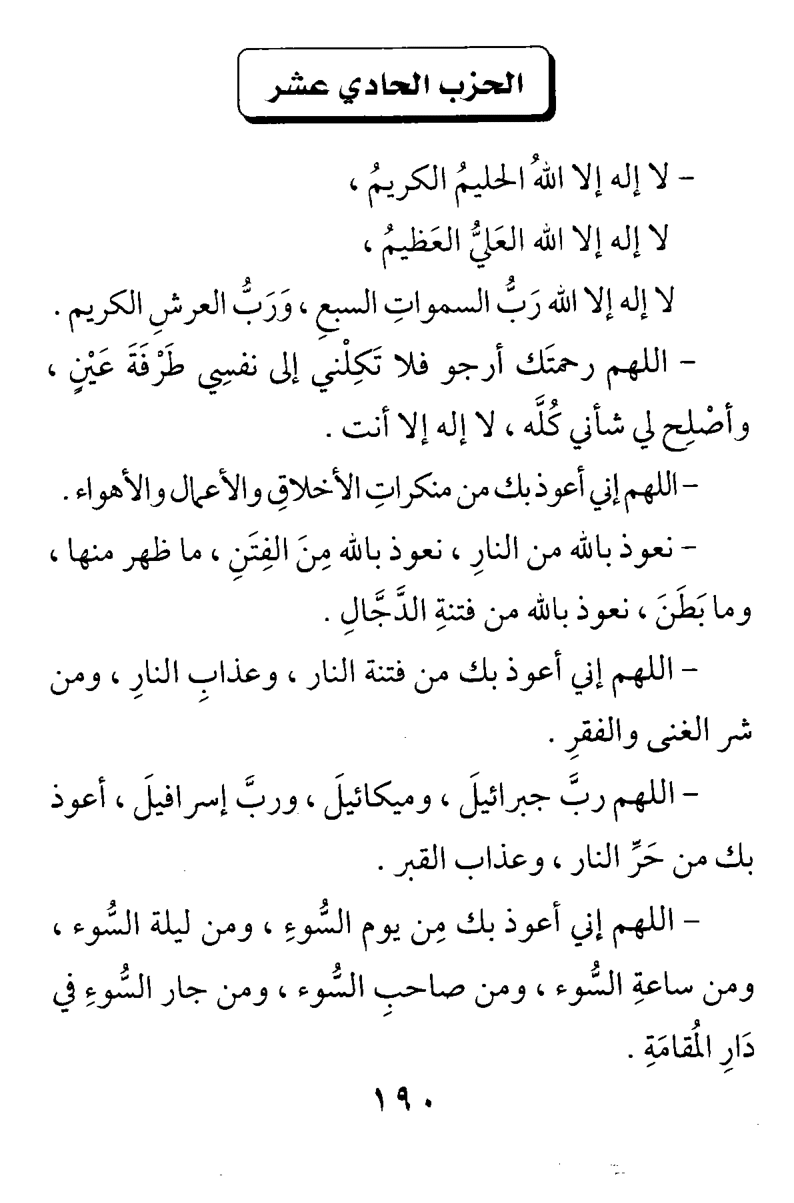 الحزب الحادي عشر
– لا إله إلا اللهُ الحليمُ الكريمُ ،
لا إله إلا الله العَليُّ العَظيمُ ،
لا إله إلا الله رَبُّ السمواتِ السبعِ ، وَرَبُّ العرشِ الكريم .
– اللهم رحمتَك أرجو فلا تَكِلْني إلى نفسِي طَرْفَةَ عَيْنٍ ،
وأصْلِح لي شأني كُلَّه ، لا إله إلا أنت .
– اللهم إني أعوذ بك من منكراتِ الأخلاقِ والأعمال والأهواء .
– نعوذ بالله من النارِ ، نعوذ بالله مِنَ الفِتَنِ ، ما ظهر منها ،
وما بَطَنَ ، نعوذ بالله من فتنةِ الدَّجَّالِ .
– اللهم إني أعوذ بك من فتنة النار ، وعذابِ النارِ ، ومن
شر الغنى والفقرِ .
– اللهم ربَّ جبرائيلَ ، وميكائيلَ ، وربَّ إسرافيلَ ، أعوذ
بك من حَرِّ النار ، وعذاب القبر .
– اللهم إني أعوذ بك مِن يوم السُّوءِ ، ومن ليلة السُّوء ،
ومن ساعةِ السُّوء ، ومن صاحبِ السُّوء ، ومن جار السُّوءِ في
دَارِ المُقامَةِ .
١٩٠